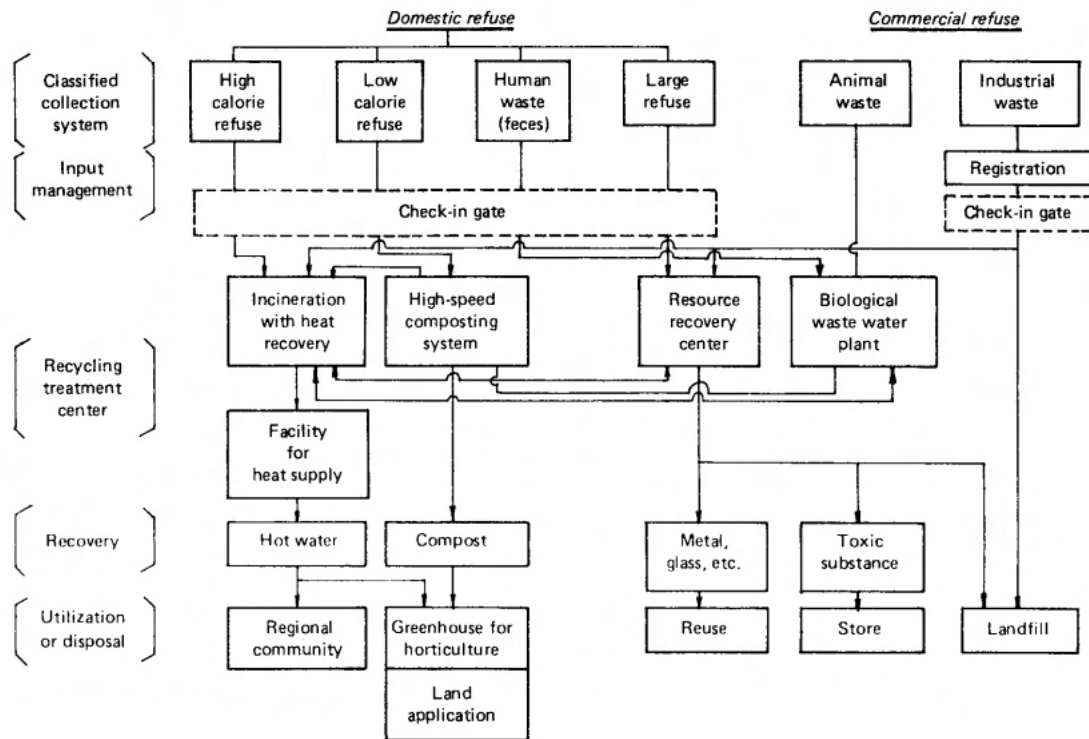 Domestic refuse
Commercial refuse
Classified
collection
system
High
calorie
refuse
Low
calorie
refuse
Human
waste
(feces)
Large
refuse
Animal
waste
Industrial
waste
Input
management
Registration
Check-in gate
Check-in gate
Incineration
with heat
recovery
High-speed
composting
system
Resource
recovery
center
Biological
waste water
plant
Recycling
treatment
center
Facility
for
heat supply
Recovery
Hot water
Compost
Metal,
glass, etc.
Toxic
substance
Utilization
or disposal
Regional
community
Greenhouse for
horticulture
Reuse
Store
Landfill
Land
application